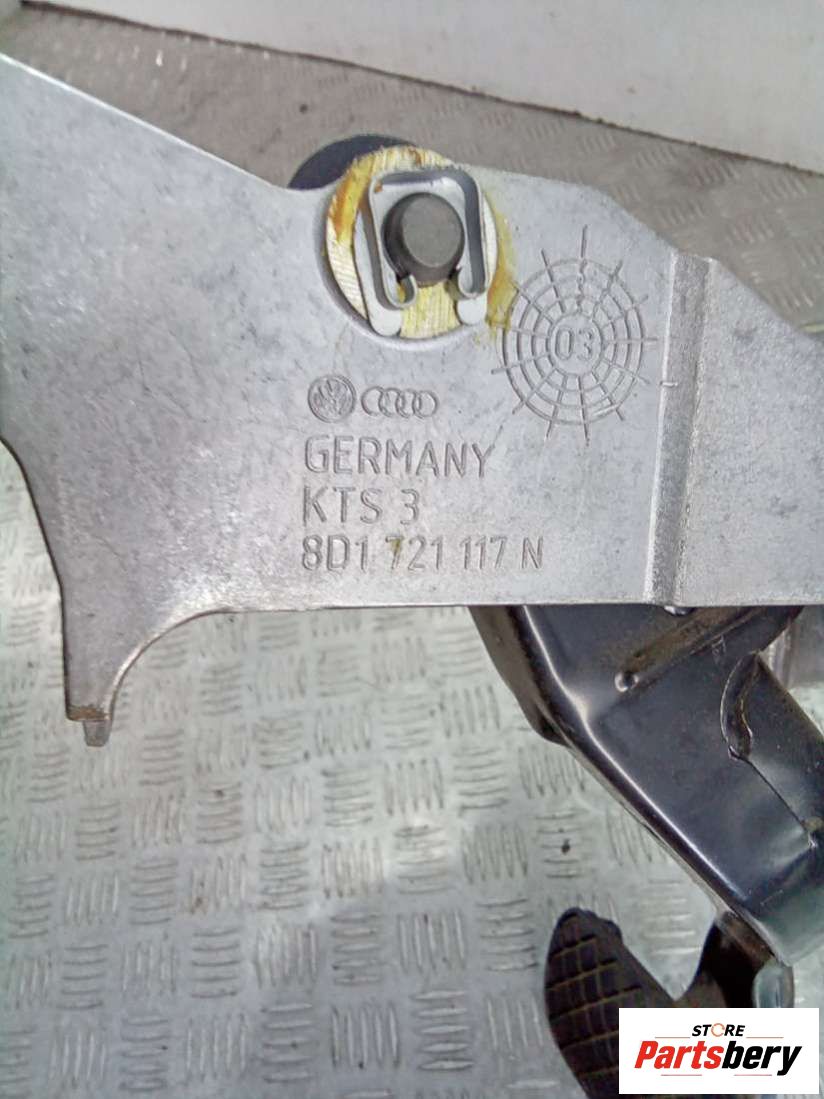 03
GERMANY
KTS 3
8D1 721 117 N
STORE
Partsbery